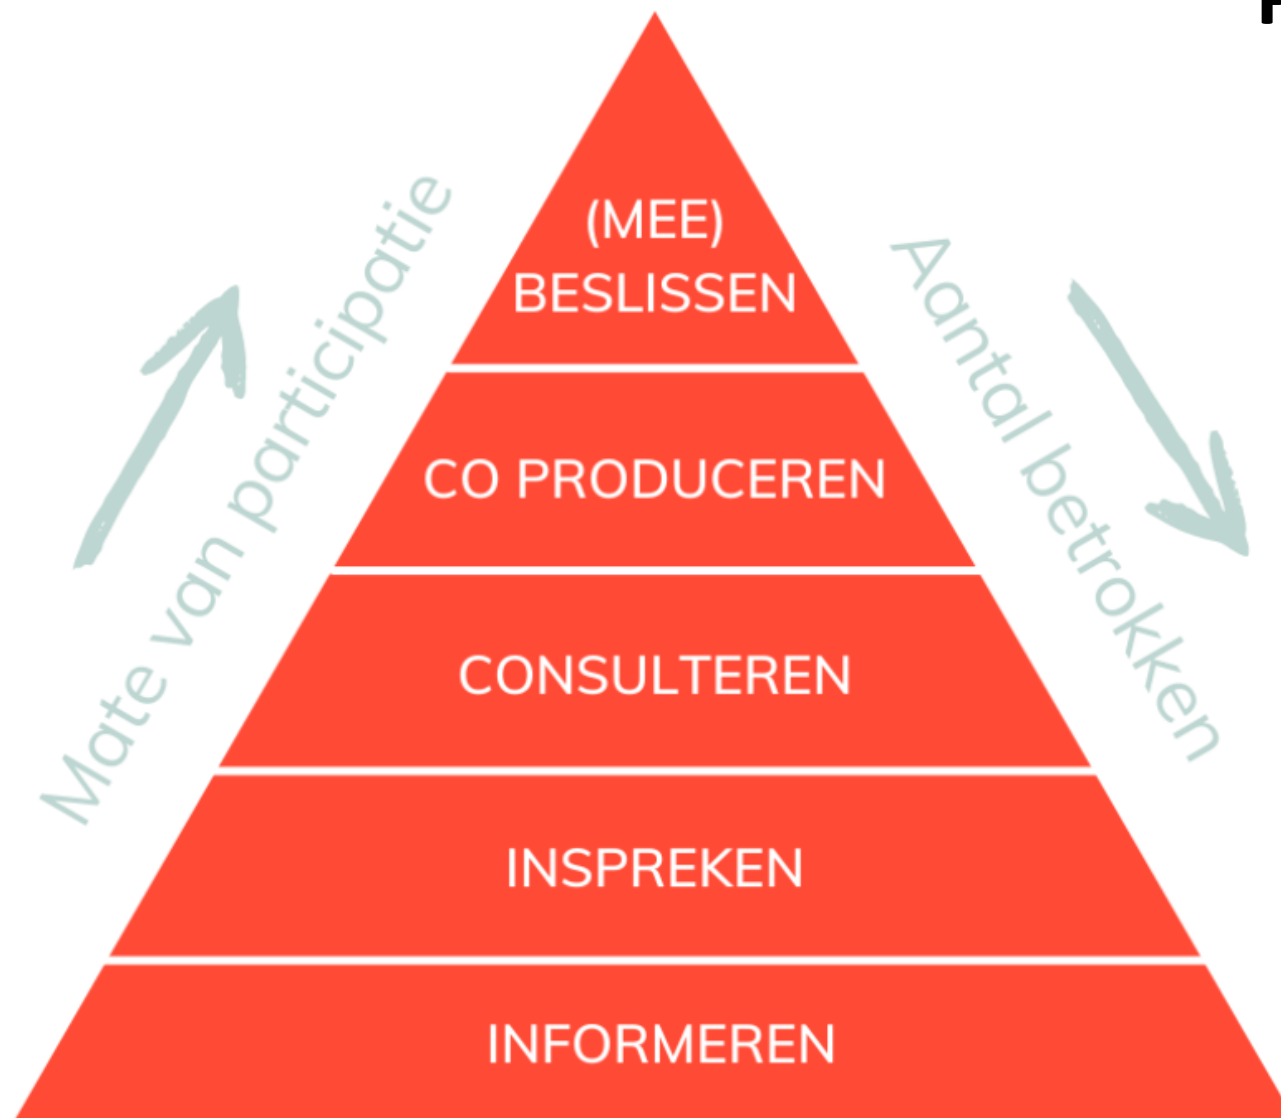 (MEE)
BESLISSEN
CO PRODUCEREN
CONSULTEREN
INSPREKEN
INFORMEREN
Mate van participatie
Aantal betrokken